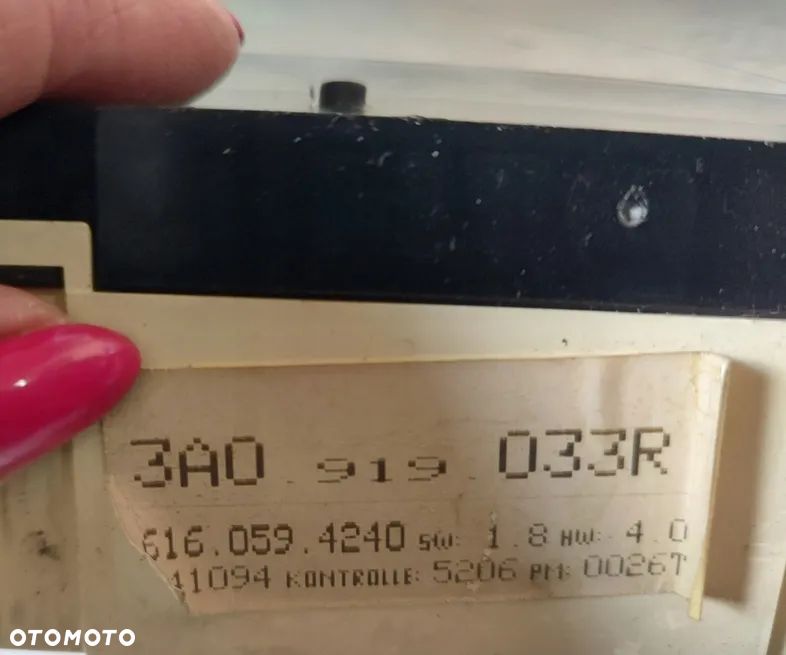 3A0 919 033R
616.059.4240 SW: 1.8 HW: 4.0
41094 KONTROLLE: 5206 PM: 0026T
OTOMOTO